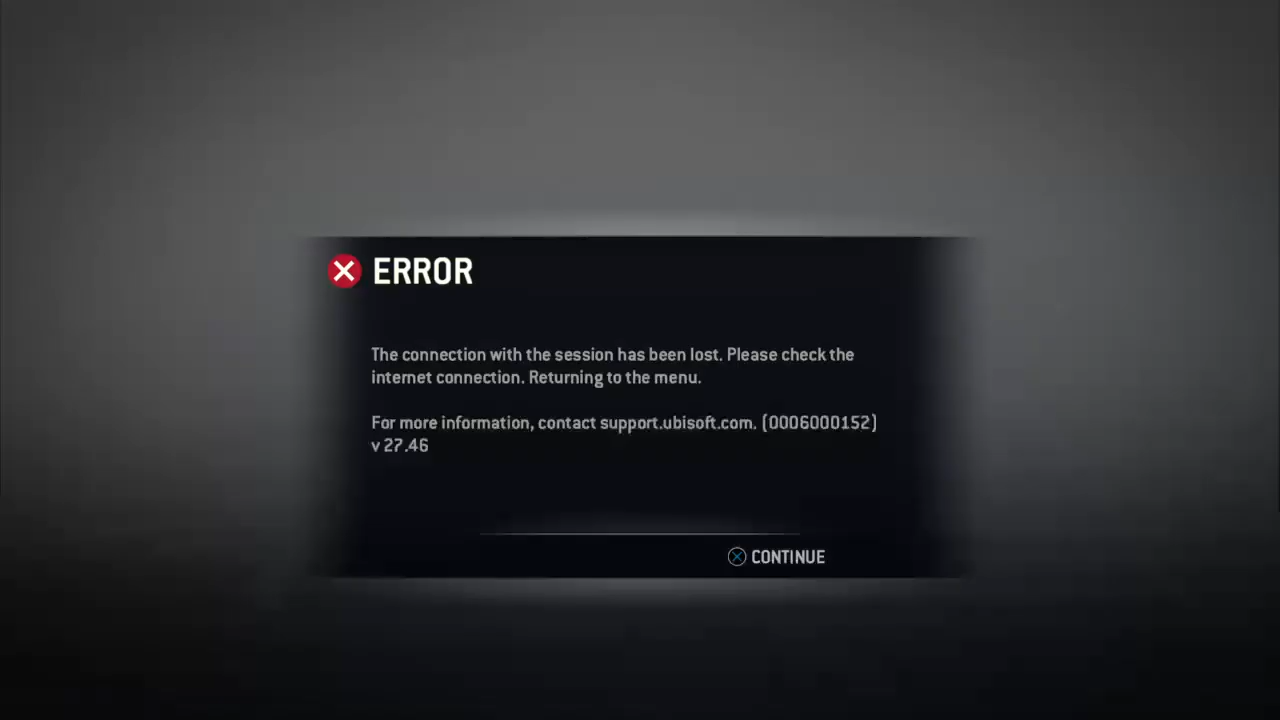 ERROR
The connection with the session has been lost. Please check the
internet connection. Returning to the menu.
For more information, contact support.ubisoft.com. (0006000152)
v 27.46
CONTINUE